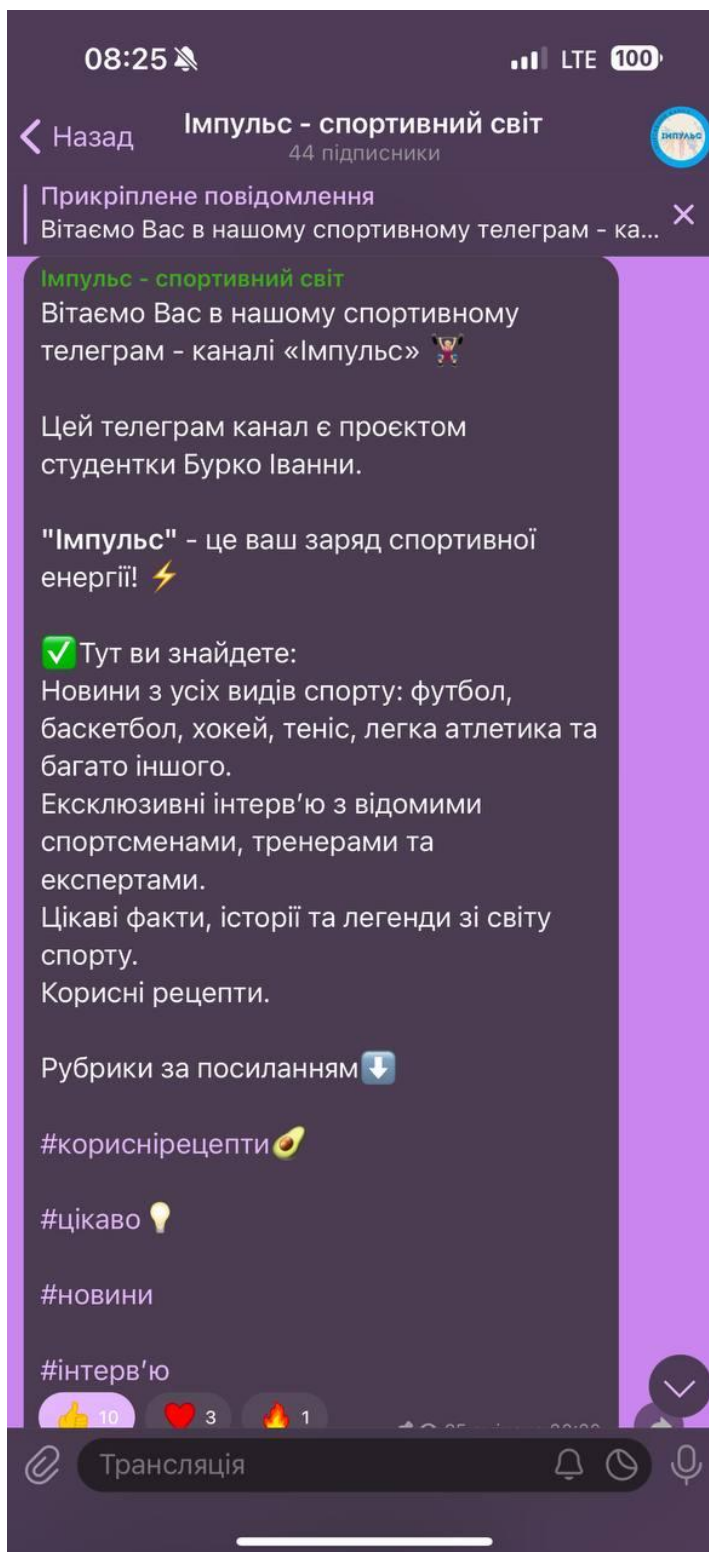 08:25
LTE 100
Назад
Імпульс - спортивний світ
44 підписники
ІМПУЛЬС
Прикріплене повідомлення
Вітаємо Вас в нашому спортивному телеграм - ка...
Імпульс - спортивний світ
Вітаємо Вас в нашому спортивному
телеграм - каналі «Імпульс» 🏋️
Цей телеграм канал є проєктом
студентки Бурко Іванни.
"Імпульс" - це ваш заряд спортивної
енергії! ⚡
✅ Тут ви знайдете:
Новини з усіх видів спорту: футбол,
баскетбол, хокей, теніс, легка атлетика та
багато іншого.
Ексклюзивні інтерв’ю з відомими
спортсменами, тренерами та
експертами.
Цікаві факти, історії та легенди зі світу
спорту.
Корисні рецепти.
Рубрики за посиланням⬇️
#кориснірецепти🥑
#цікаво💡
#новини
#інтерв’ю
👍 10 ❤️ 3 🔥 1
Трансляція